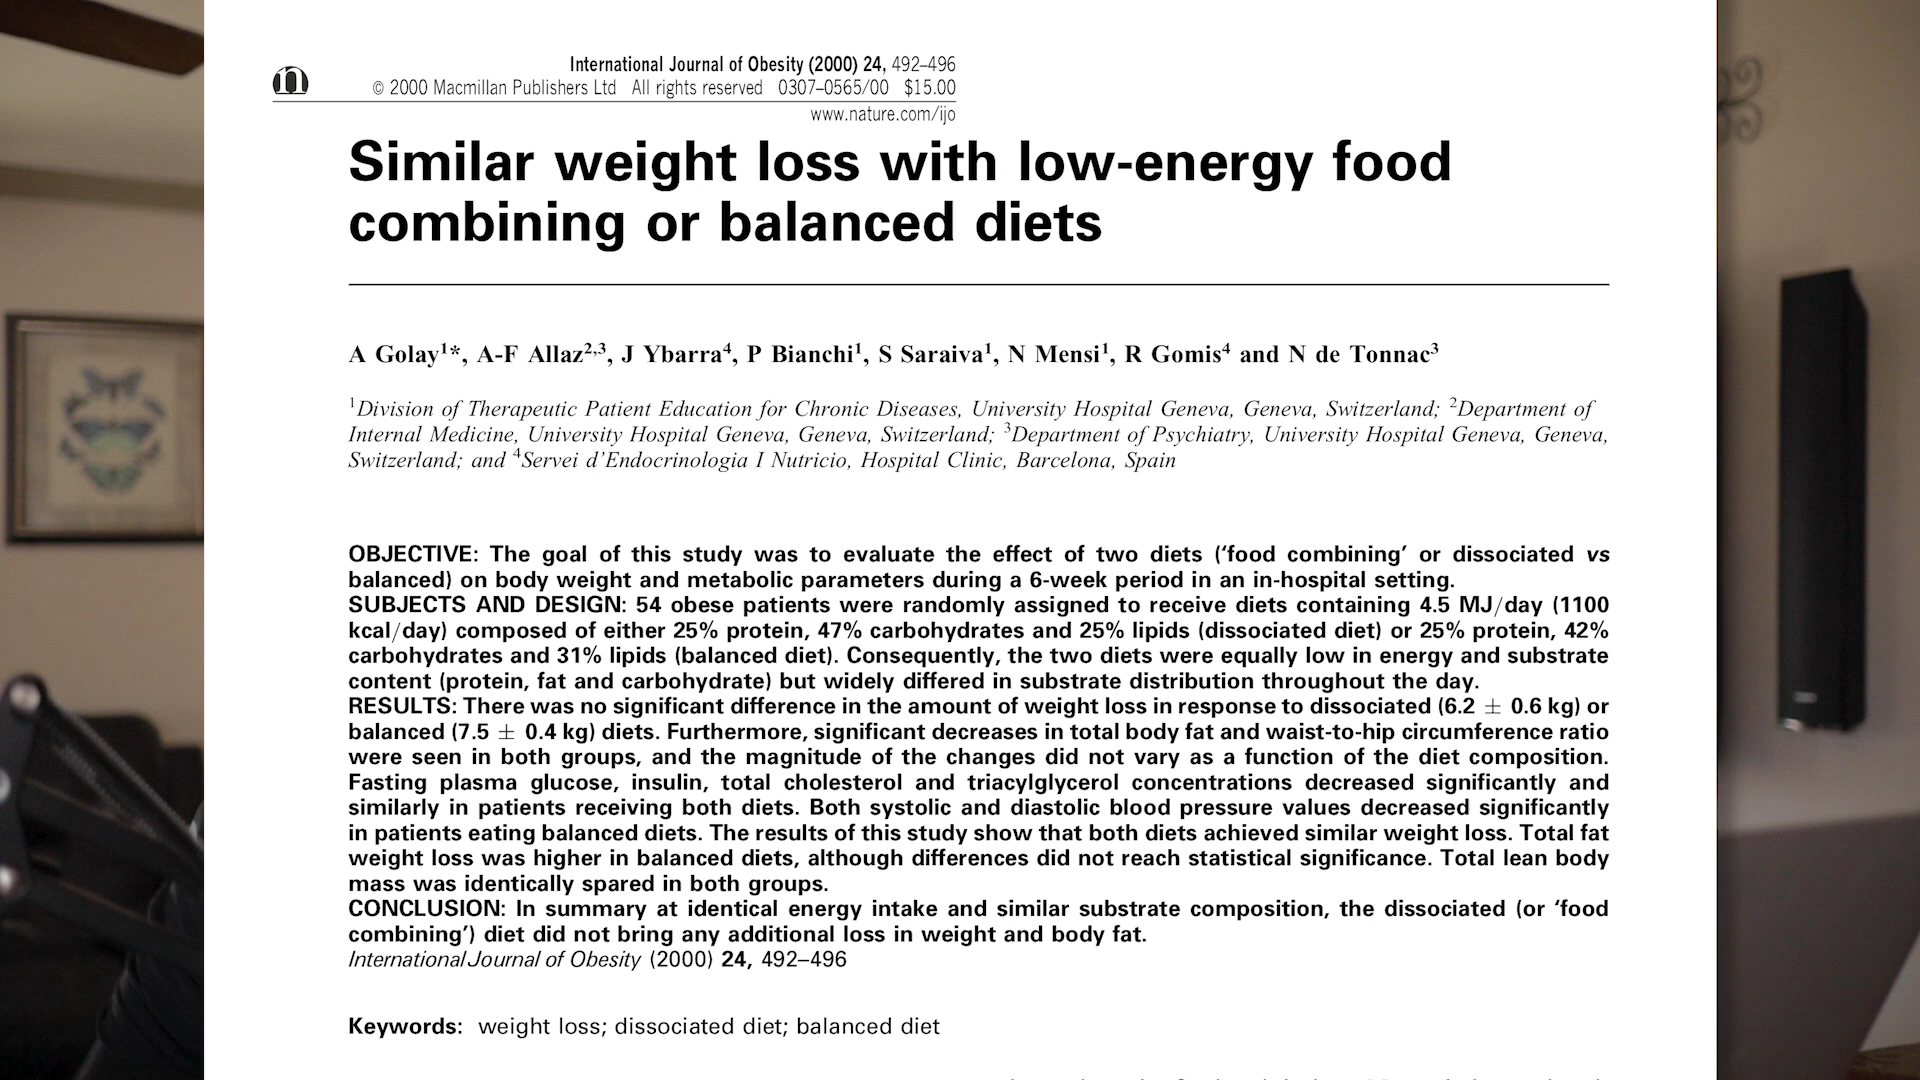 International Journal of Obesity (2000) 24, 492–496
© 2000 Macmillan Publishers Ltd All rights reserved 0307–0565/00 $15.00
www.nature.com/ijo
Similar weight loss with low-energy food
combining or balanced diets
A Golay¹*, A-F Allaz²,³, J Ybarra⁴, P Bianchi¹, S Saraiva¹, N Mensi¹, R Gomis⁴ and N de Tonnac³
¹Division of Therapeutic Patient Education for Chronic Diseases, University Hospital Geneva, Geneva, Switzerland; ²Department of
Internal Medicine, University Hospital Geneva, Geneva, Switzerland; ³Department of Psychiatry, University Hospital Geneva, Geneva,
Switzerland; and ⁴Servei d'Endocrinologia I Nutricio, Hospital Clinic, Barcelona, Spain
OBJECTIVE: The goal of this study was to evaluate the effect of two diets ('food combining' or dissociated vs
balanced) on body weight and metabolic parameters during a 6-week period in an in-hospital setting.
SUBJECTS AND DESIGN: 54 obese patients were randomly assigned to receive diets containing 4.5 MJ/day (1100
kcal/day) composed of either 25% protein, 47% carbohydrates and 25% lipids (dissociated diet) or 25% protein, 42%
carbohydrates and 31% lipids (balanced diet). Consequently, the two diets were equally low in energy and substrate
content (protein, fat and carbohydrate) but widely differed in substrate distribution throughout the day.
RESULTS: There was no significant difference in the amount of weight loss in response to dissociated (6.2 ± 0.6 kg) or
balanced (7.5 ± 0.4 kg) diets. Furthermore, significant decreases in total body fat and waist-to-hip circumference ratio
were seen in both groups, and the magnitude of the changes did not vary as a function of the diet composition.
Fasting plasma glucose, insulin, total cholesterol and triacylglycerol concentrations decreased significantly and
similarly in patients receiving both diets. Both systolic and diastolic blood pressure values decreased significantly
in patients eating balanced diets. The results of this study show that both diets achieved similar weight loss. Total fat
weight loss was higher in balanced diets, although differences did not reach statistical significance. Total lean body
mass was identically spared in both groups.
CONCLUSION: In summary at identical energy intake and similar substrate composition, the dissociated (or 'food
combining') diet did not bring any additional loss in weight and body fat.
International Journal of Obesity (2000) 24, 492–496
Keywords: weight loss; dissociated diet; balanced diet